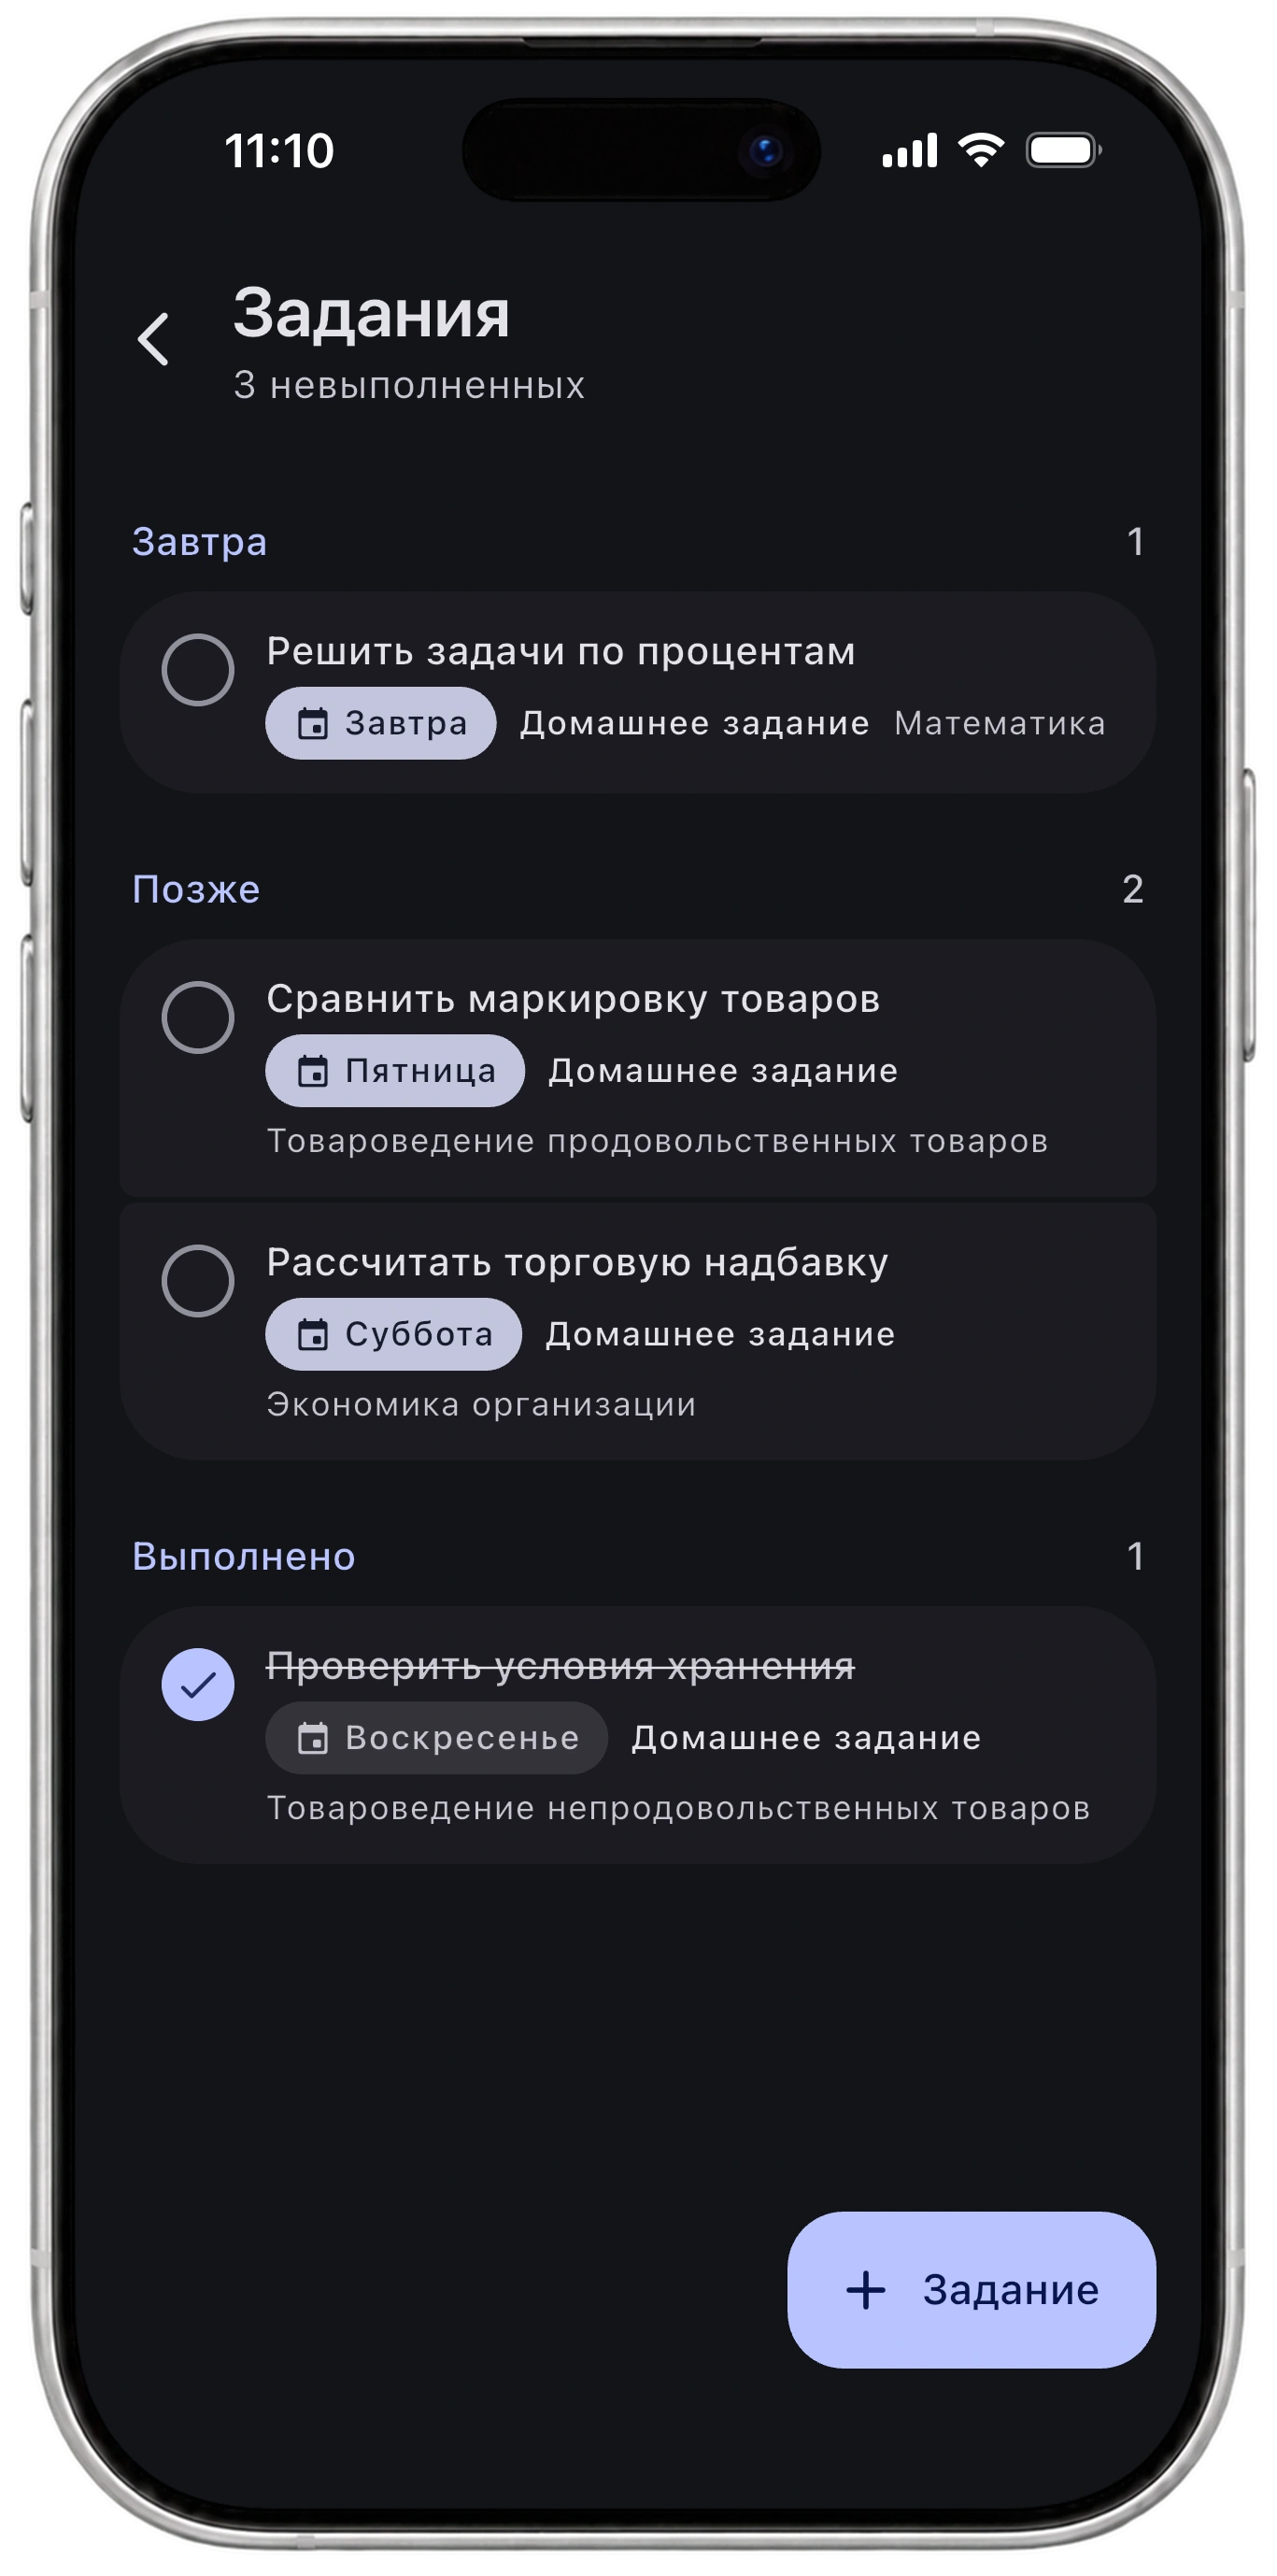 11:10
Задания
3 невыполненных
Завтра 1
Решить задачи по процентам
Завтра Домашнее задание Математика
Позже 2
Сравнить маркировку товаров
Пятница Домашнее задание
Товароведение продовольственных товаров
Рассчитать торговую надбавку
Суббота Домашнее задание
Экономика организации
Выполнено 1
Проверить условия хранения
Воскресенье Домашнее задание
Товароведение непродовольственных товаров
+ Задание